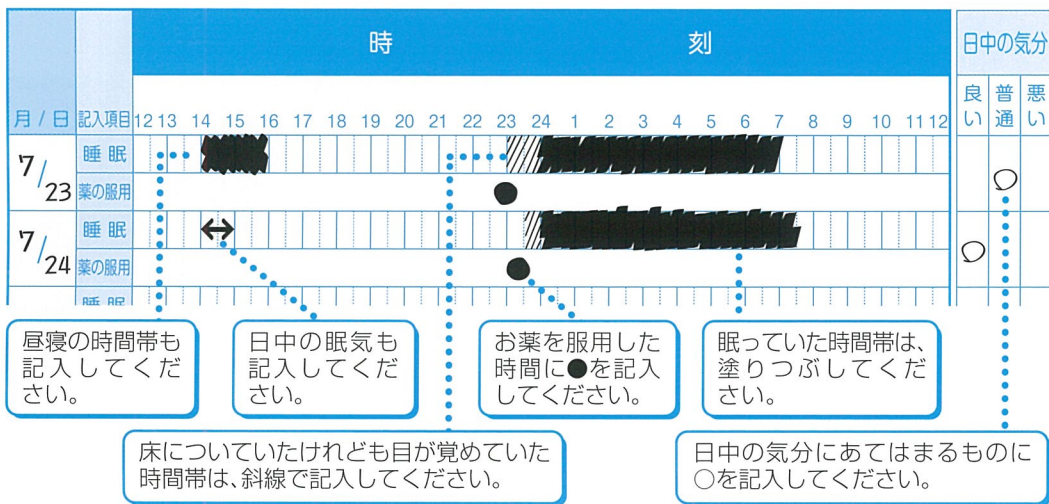 時 刻
日中の気分
月/日 記入項目 12 13 14 15 16 17 18 19 20 21 22 23 24 1 2 3 4 5 6 7 8 9 10 11 12
良い 普通 悪い
7/23 睡眠
薬の服用 ● ○
7/24 睡眠 ↔
薬の服用 ● ○
睡眠
昼寝の時間帯も
記入してくだ
さい。
日中の眠気も
記入してくだ
さい。
お薬を服用した
時間に●を記入
してください。
眠っていた時間帯は、
塗りつぶしてくだ
さい。
床についていたけれども目が覚めていた
時間帯は、斜線で記入してください。
日中の気分にあてはまるものに
○を記入してください。